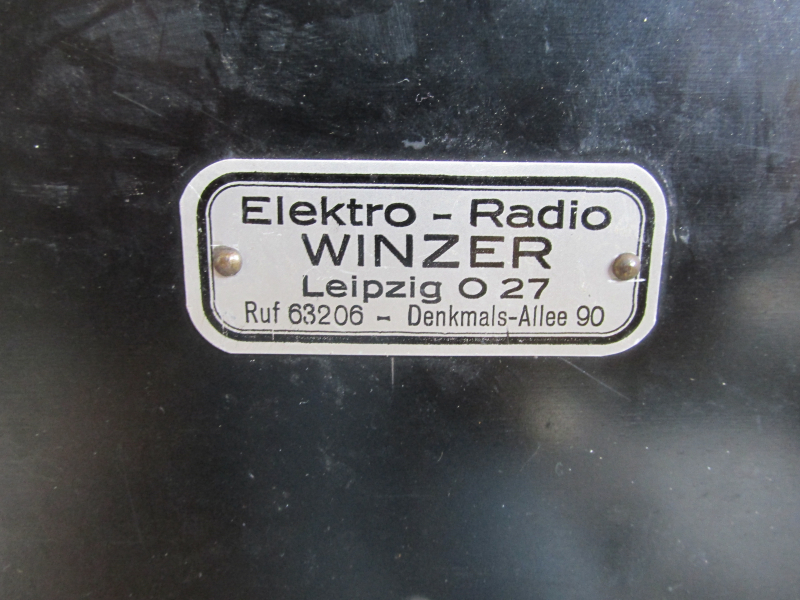 Elektro - Radio
WINZER
Leipzig O 27
Ruf 63206 - Denkmals-Allee 90